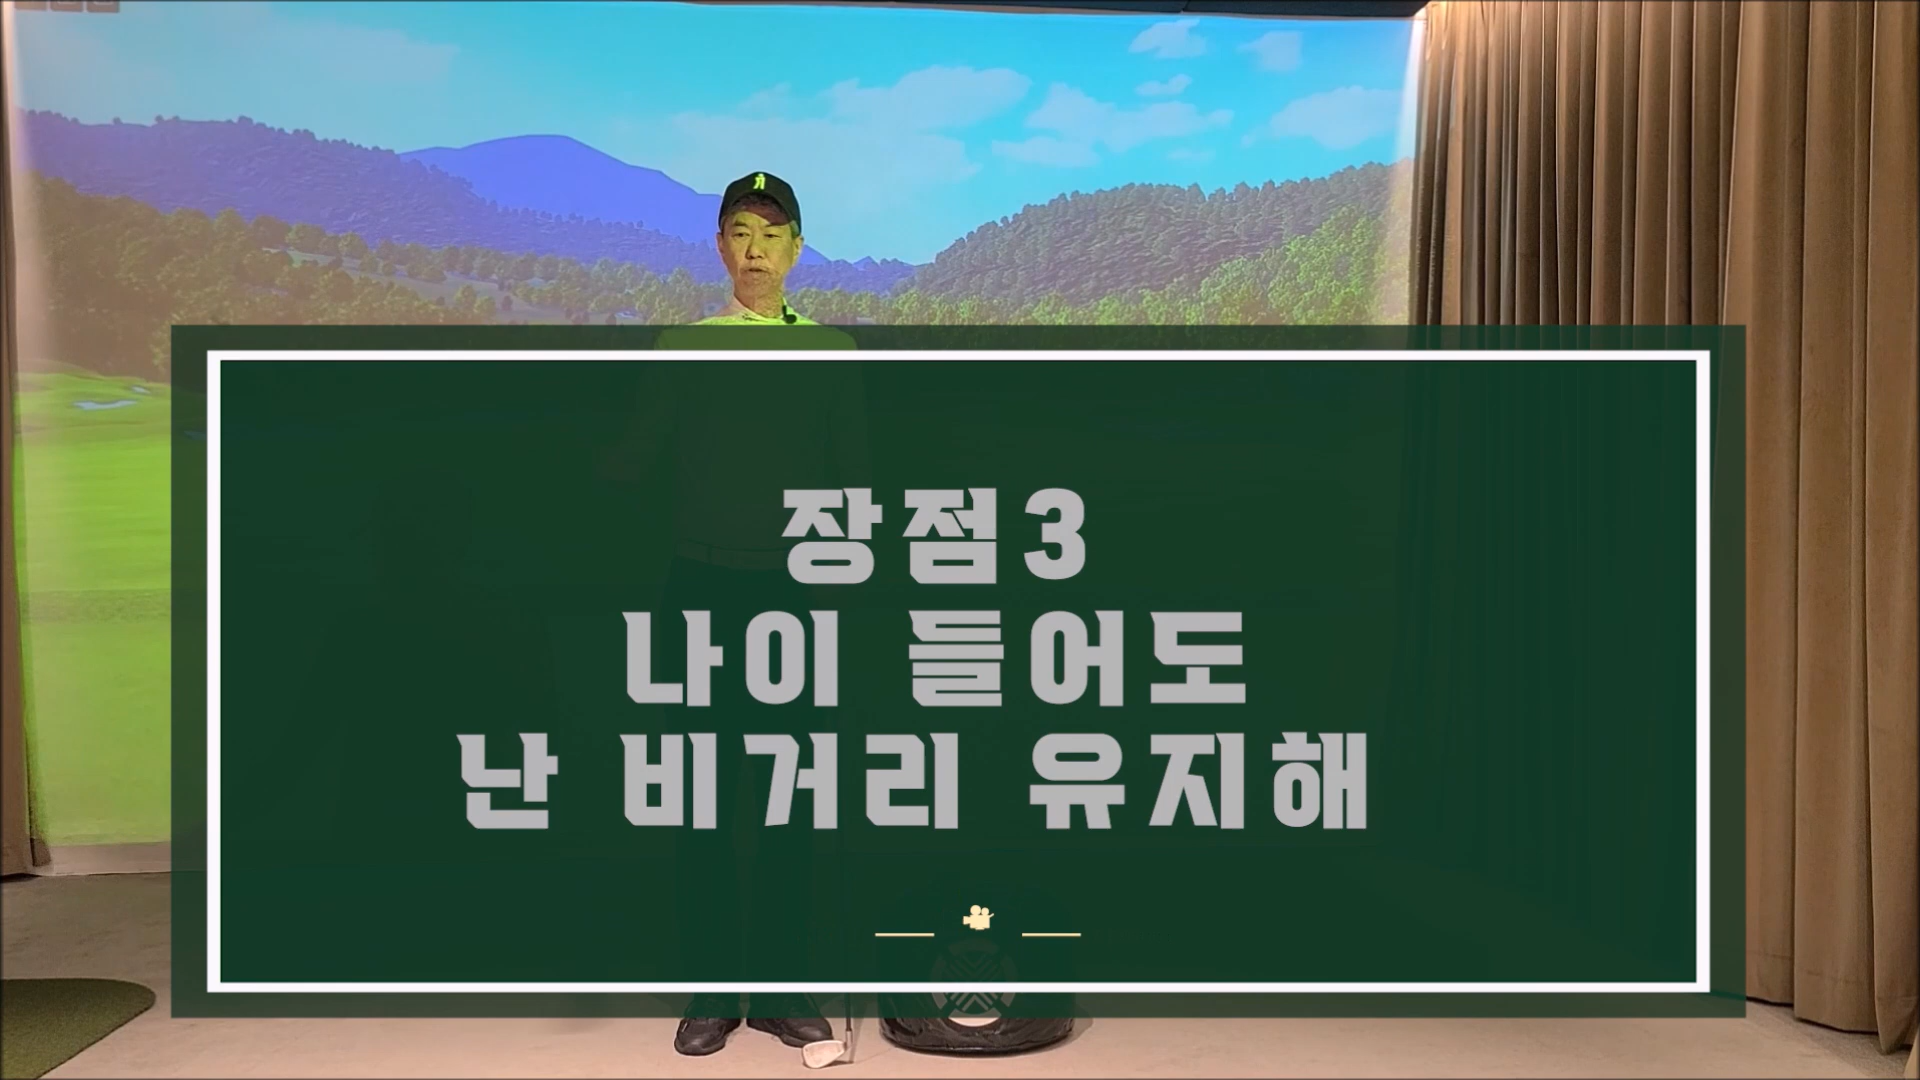 장점3
나이 들어도
난 비거리 유지해